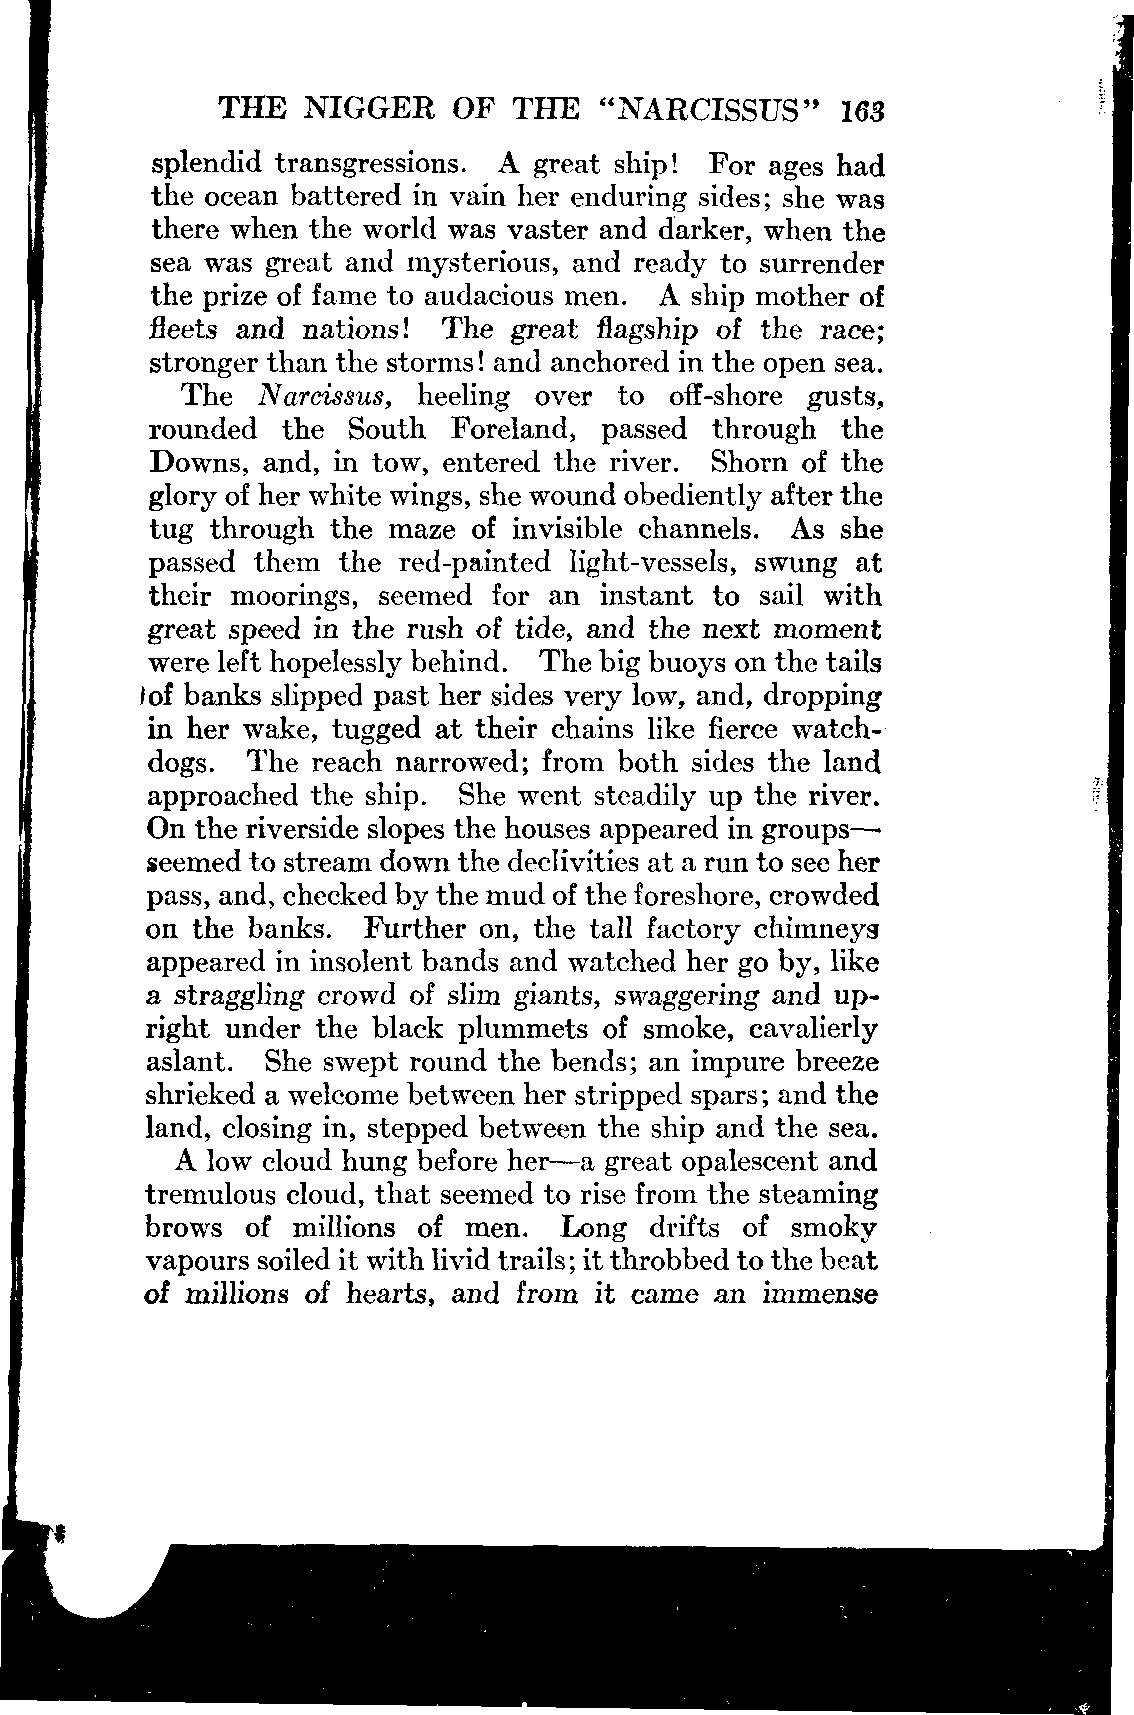 THE NIGGER OF THE "NARCISSUS" 163
splendid transgressions. A great ship! For ages had
the ocean battered in vain her enduring sides; she was
there when the world was vaster and darker, when the
sea was great and mysterious, and ready to surrender
the prize of fame to audacious men. A ship mother of
fleets and nations! The great flagship of the race;
stronger than the storms! and anchored in the open sea.
The Narcissus, heeling over to off-shore gusts,
rounded the South Foreland, passed through the
Downs, and, in tow, entered the river. Shorn of the
glory of her white wings, she wound obediently after the
tug through the maze of invisible channels. As she
passed them the red-painted light-vessels, swung at
their moorings, seemed for an instant to sail with
great speed in the rush of tide, and the next moment
were left hopelessly behind. The big buoys on the tails
of banks slipped past her sides very low, and, dropping
in her wake, tugged at their chains like fierce watch-
dogs. The reach narrowed; from both sides the land
approached the ship. She went steadily up the river.
On the riverside slopes the houses appeared in groups—
seemed to stream down the declivities at a run to see her
pass, and, checked by the mud of the foreshore, crowded
on the banks. Further on, the tall factory chimneys
appeared in insolent bands and watched her go by, like
a straggling crowd of slim giants, swaggering and up-
right under the black plummets of smoke, cavalierly
aslant. She swept round the bends; an impure breeze
shrieked a welcome between her stripped spars; and the
land, closing in, stepped between the ship and the sea.
A low cloud hung before her—a great opalescent and
tremulous cloud, that seemed to rise from the steaming
brows of millions of men. Long drifts of smoky
vapours soiled it with livid trails; it throbbed to the beat
of millions of hearts, and from it came an immense